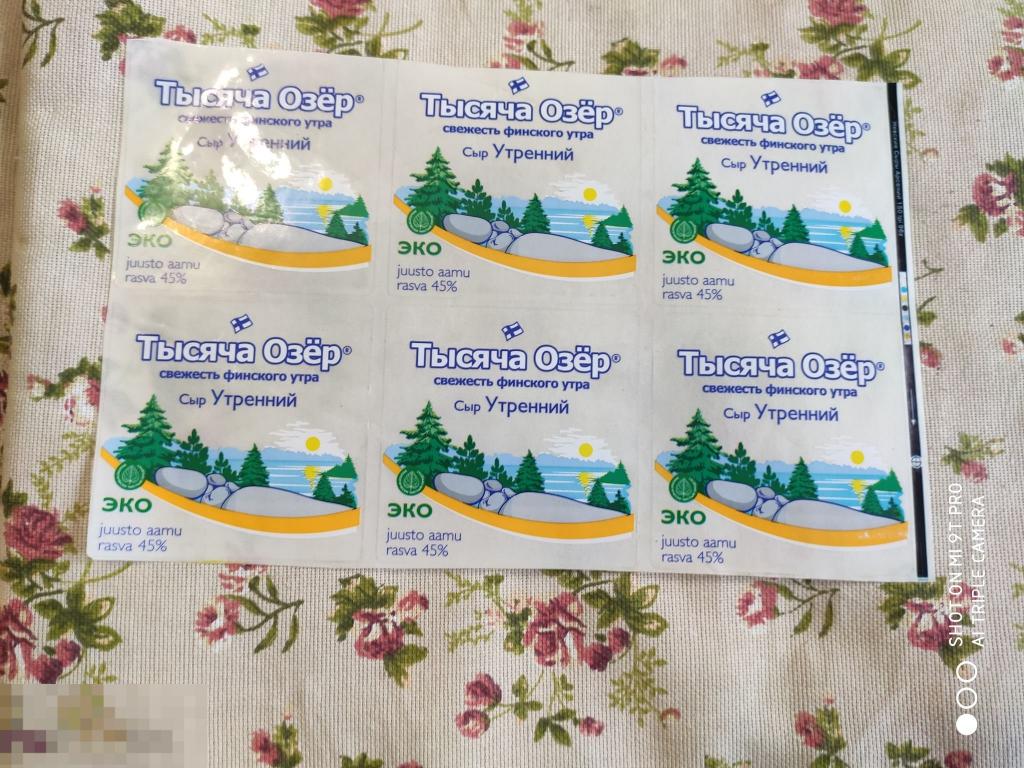 Тысяча Озёр®
свежесть финского утра
Сыр Утренний
ЭКО
juusto aamu
rasva 45%
Тысяча Озёр®
свежесть финского утра
Сыр Утренний
ЭКО
juusto aamu
rasva 45%
Тысяча Озёр®
свежесть финского утра
Сыр Утренний
ЭКО
juusto aamu
rasva 45%
Тысяча Озёр®
свежесть финского утра
Сыр Утренний
ЭКО
juusto aamu
rasva 45%
Тысяча Озёр®
свежесть финского утра
Сыр Утренний
ЭКО
juusto aamu
rasva 45%
Тысяча Озёр®
свежесть финского утра
Сыр Утренний
ЭКО
juusto aamu
rasva 45%
SHOT ON MI 9T PRO
AI TRIPLE CAMERA